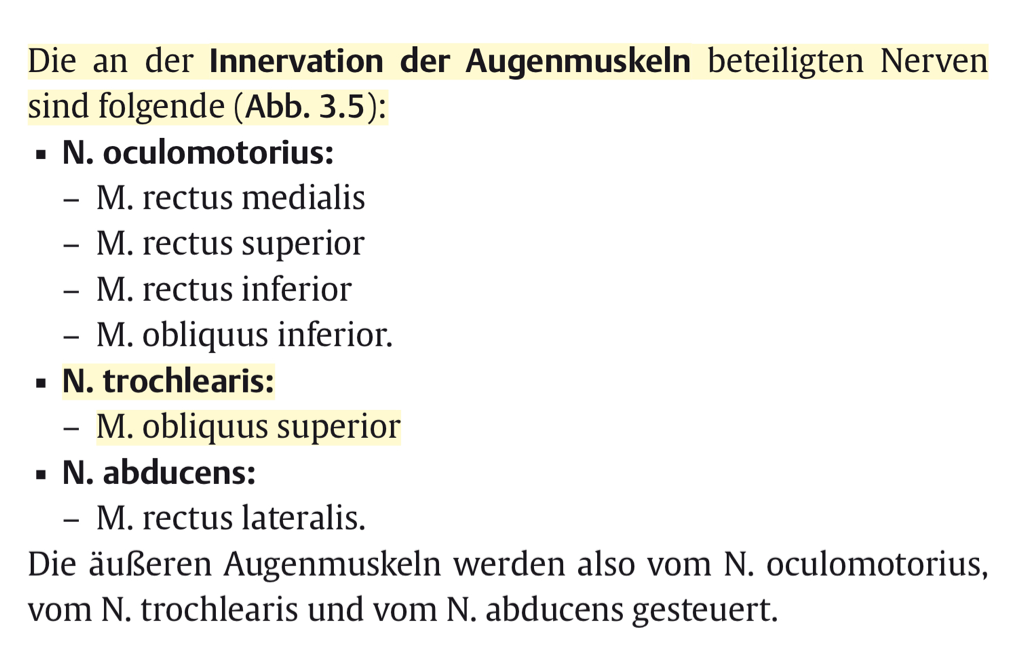 Die an der Innervation der Augenmuskeln beteiligten Nerven
sind folgende (Abb. 3.5):
▪ N. oculomotorius:
– M. rectus medialis
– M. rectus superior
– M. rectus inferior
– M. obliquus inferior.
▪ N. trochlearis:
– M. obliquus superior
▪ N. abducens:
– M. rectus lateralis.
Die äußeren Augenmuskeln werden also vom N. oculomotorius,
vom N. trochlearis und vom N. abducens gesteuert.